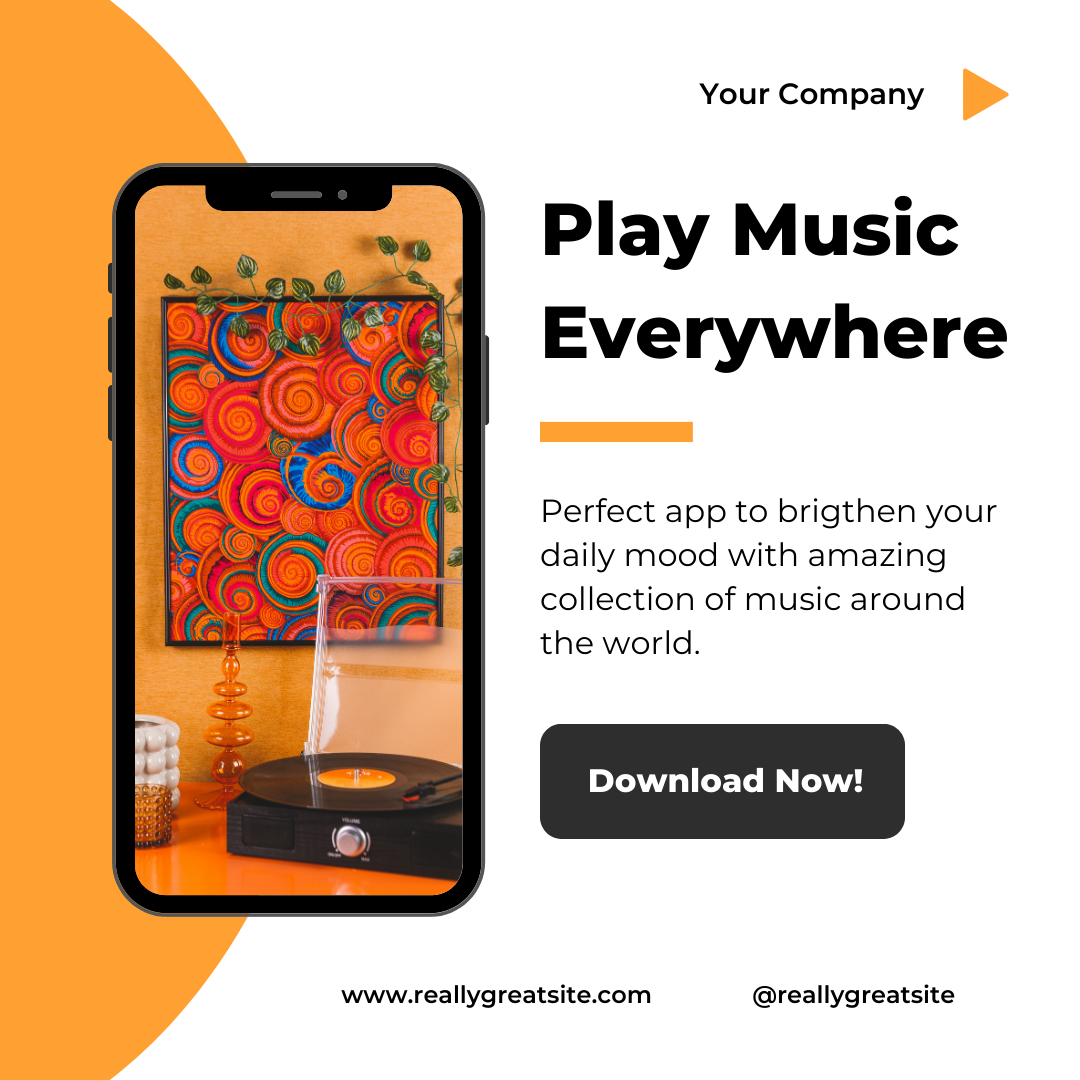 Your Company
Play Music
Everywhere
Perfect app to brigthen your
daily mood with amazing
collection of music around
the world.
Download Now!
VOLUME
www.reallygreatsite.com
@reallygreatsite